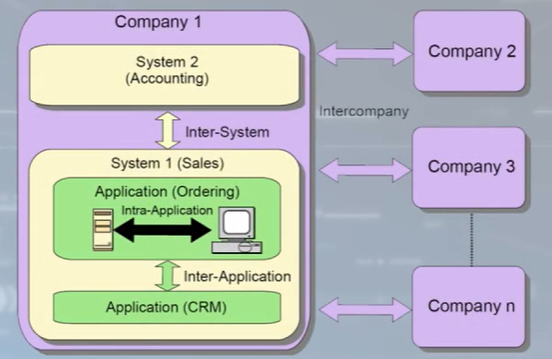 Company 1
System 2
(Accounting)
Inter-System
System 1 (Sales)
Application (Ordering)
Intra-Application
Inter-Application
Application (CRM)
Intercompany
Company 2
Company 3
Company n